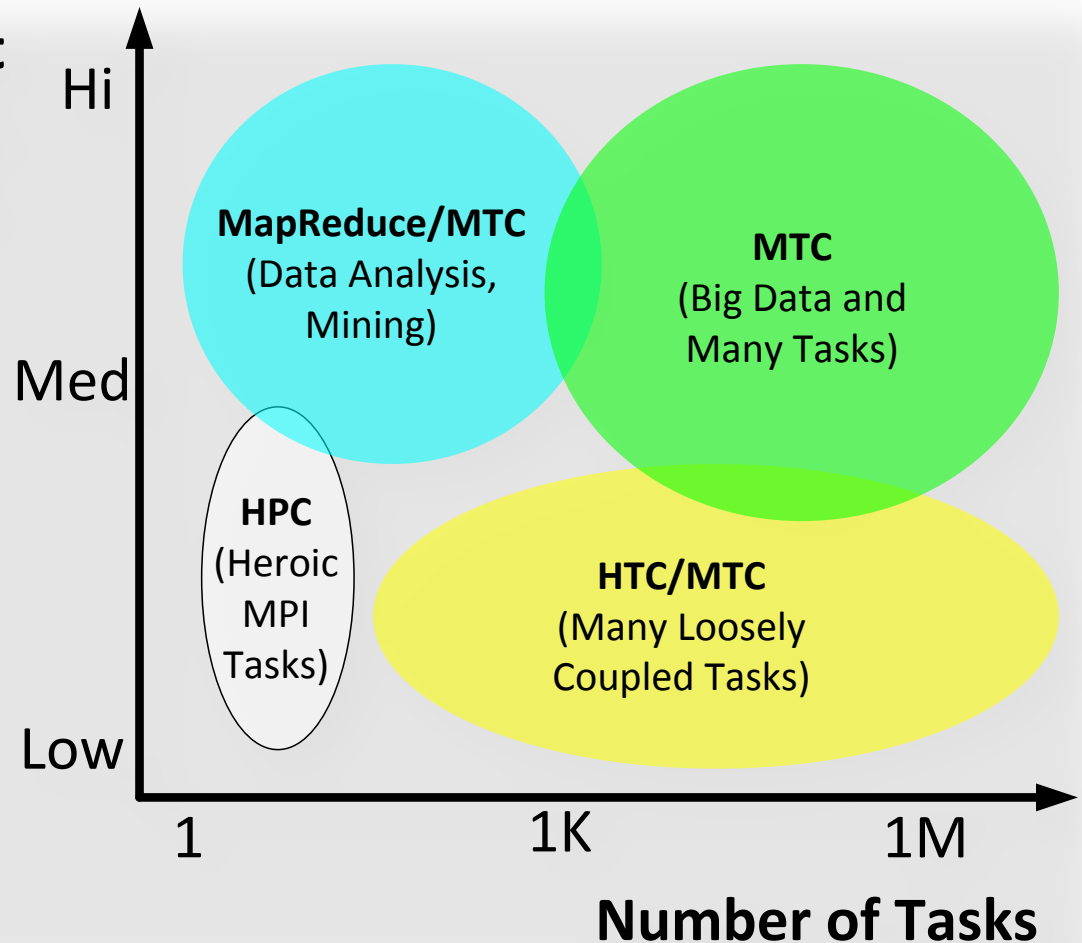 Hi
MapReduce/MTC
(Data Analysis,
Mining)
MTC
(Big Data and
Many Tasks)
Med
HPC
(Heroic
MPI
Tasks)
HTC/MTC
(Many Loosely
Coupled Tasks)
Low
1
1K
1M
Number of Tasks